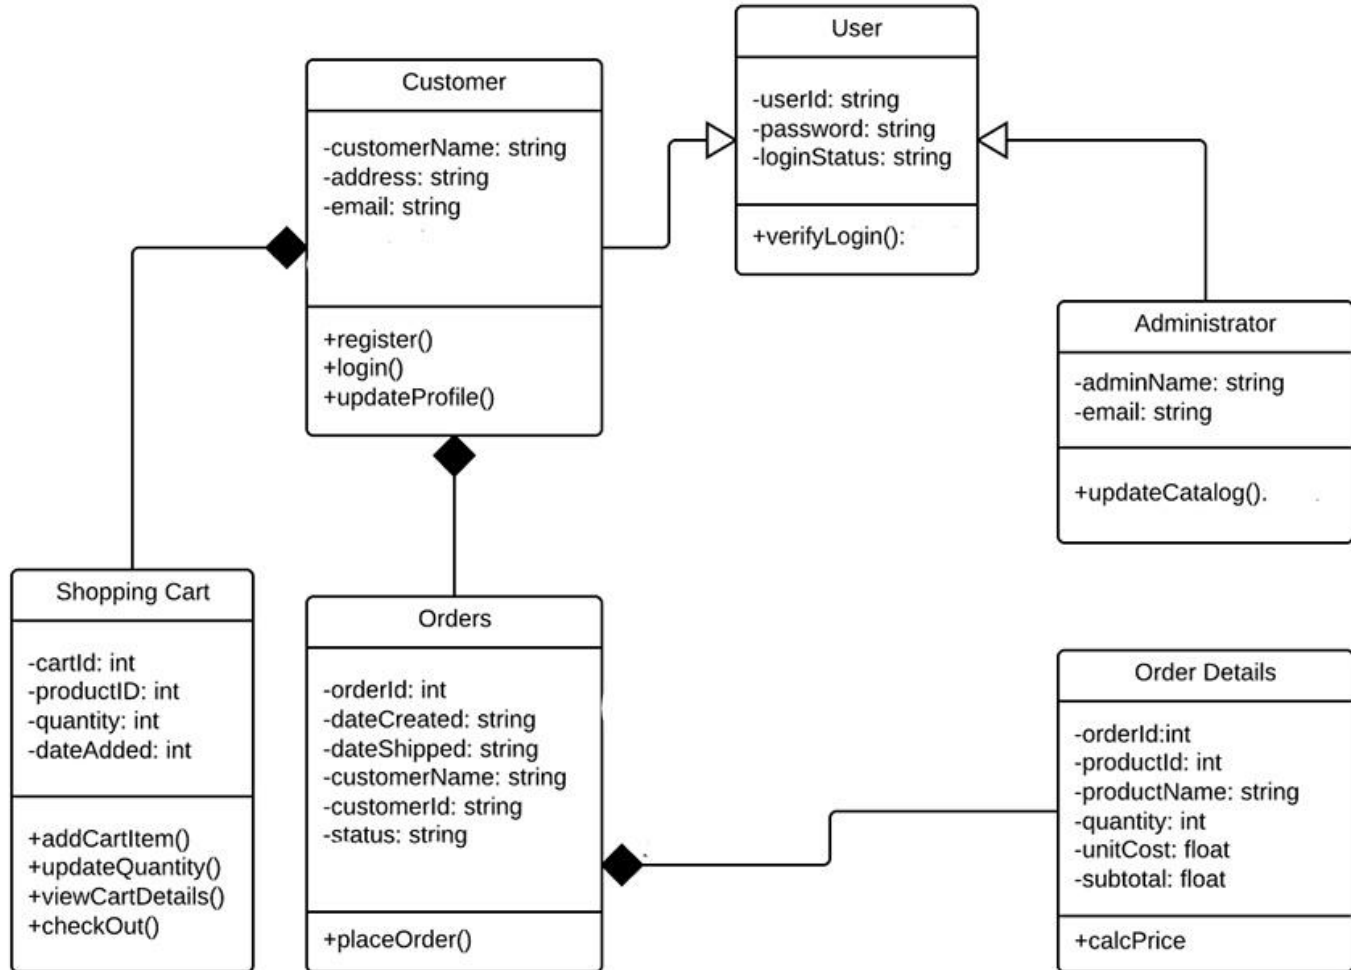 User
-userId: string
-password: string
-loginStatus: string
+verifyLogin():
Customer
-customerName: string
-address: string
-email: string
+register()
+login()
+updateProfile()
Administrator
-adminName: string
-email: string
+updateCatalog().
Shopping Cart
-cartId: int
-productID: int
-quantity: int
-dateAdded: int
+addCartItem()
+updateQuantity()
+viewCartDetails()
+checkOut()
Orders
-orderId: int
-dateCreated: string
-dateShipped: string
-customerName: string
-customerId: string
-status: string
+placeOrder()
Order Details
-orderId:int
-productId: int
-productName: string
-quantity: int
-unitCost: float
-subtotal: float
+calcPrice